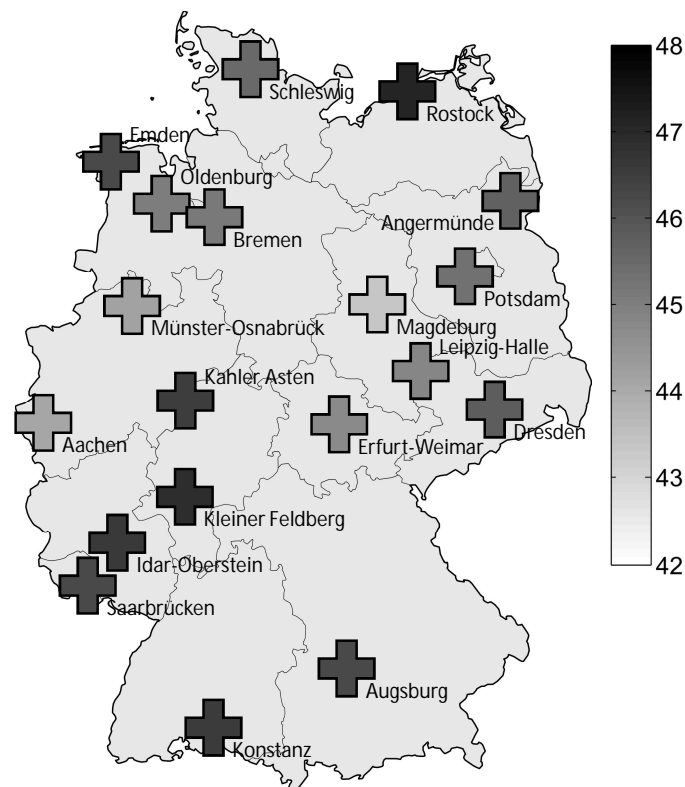 48
Schleswig
47
Rostock
Emden
Oldenburg
Angermünde
46
Bremen
Potsdam
45
Münster-Osnabrück
Magdeburg
Leipzig-Halle
Kahler Asten
44
Aachen
Erfurt-Weimar
Dresden
43
Kleiner Feldberg
Idar-Oberstein
42
Saarbrücken
Augsburg
Konstanz